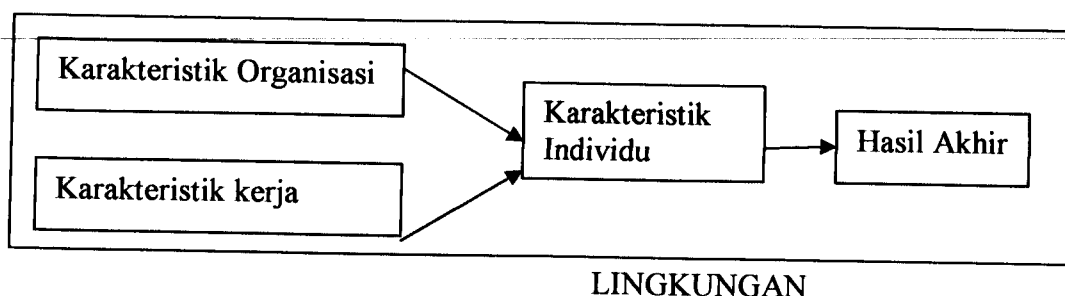 Karakteristik Organisasi
Karakteristik kerja
Karakteristik
Individu
Hasil Akhir
LINGKUNGAN